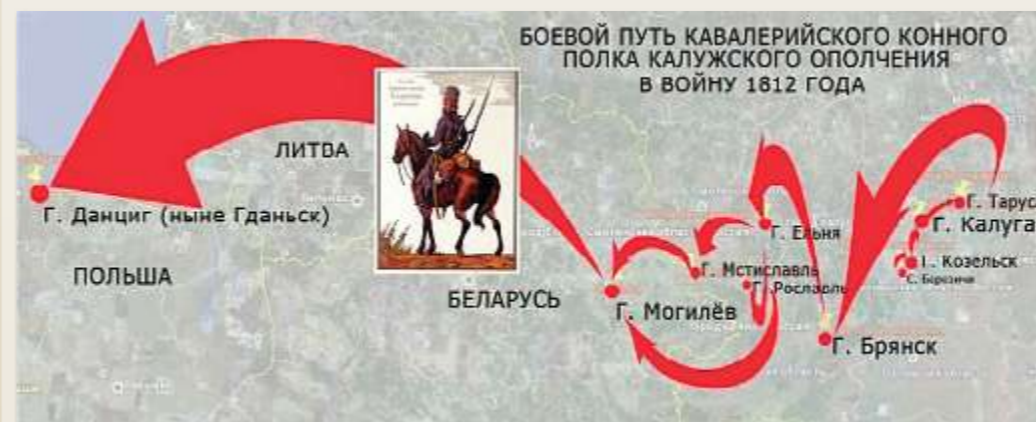 БОЕВОЙ ПУТЬ КАВАЛЕРИЙСКОГО КОННОГО
ПОЛКА КАЛУЖСКОГО ОПОЛЧЕНИЯ
В ВОЙНУ 1812 ГОДА
ЛИТВА
Г. Данциг (ныне Гданьск)
ПОЛЬША
БЕЛАРУСЬ
Г. Могилёв
Г. Мстиславль
Г. Рославль
Г. Ельня
Г. Брянск
Г. Таруса
Г. Калуга
Г. Козельск